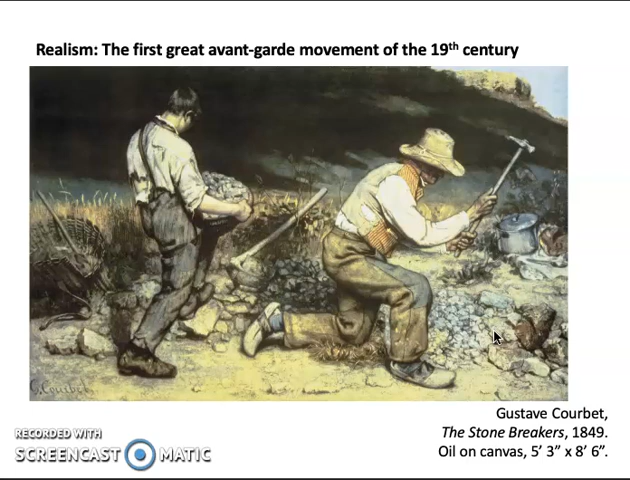 Realism: The first great avant-garde movement of the 19th century
G. Courbet
Gustave Courbet,
The Stone Breakers, 1849.
Oil on canvas, 5’ 3” x 8’ 6”.
RECORDED WITH
SCREENCAST MATIC